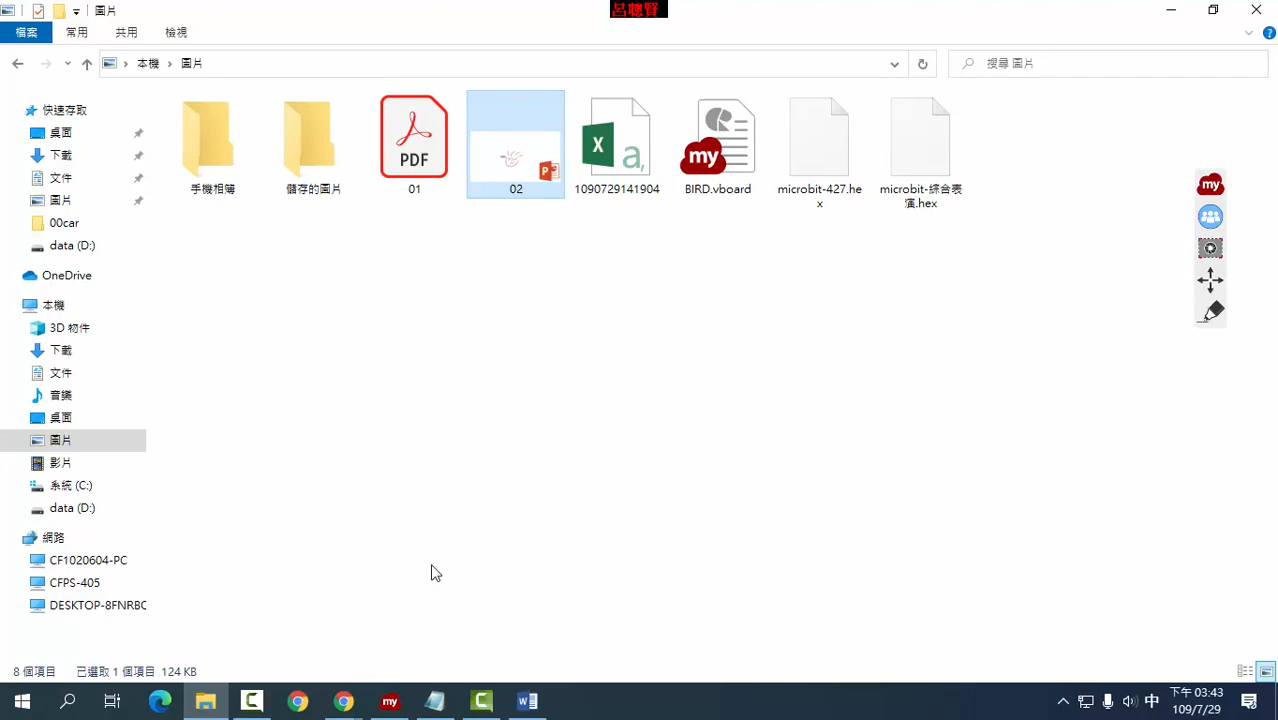 圖片
呂聰賢
檔案 常用 共用 檢視
本機 圖片
搜尋 圖片
快速存取
桌面
下載
文件
圖片
00car
data (D:)
OneDrive
本機
3D 物件
下載
文件
音樂
桌面
圖片
影片
系統 (C:)
data (D:)
網路
CF1020604-PC
CFPS-405
DESKTOP-8FNRBC
手機相簿
儲存的圖片
PDF
01
02
1090729141904
my
BIRD.vboard
microbit-427.he
x
microbit-綜合表
演.hex
my
8 個項目 已選取 1 個項目 124 KB
my
中
下午 03:43
109/7/29